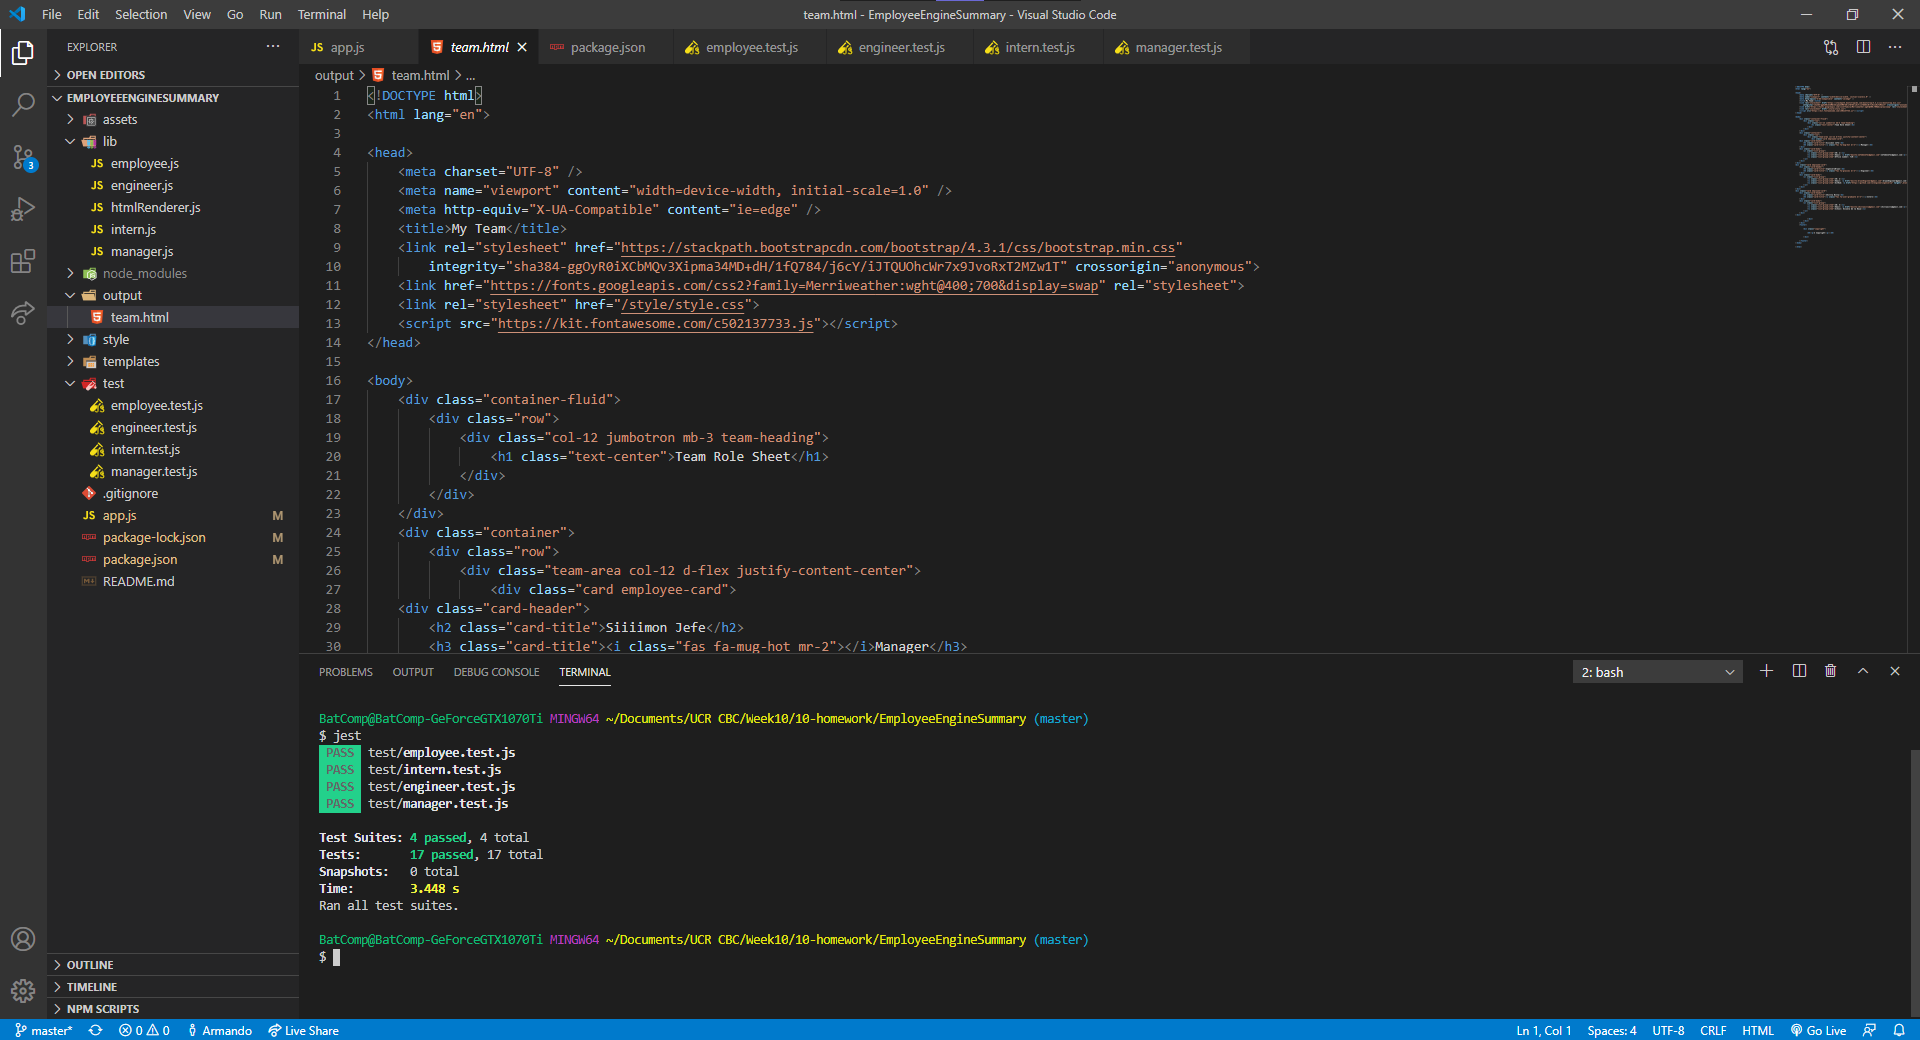 File Edit Selection View Go Run Terminal Help
team.html - EmployeeEngineSummary - Visual Studio Code
EXPLORER
OPEN EDITORS
EMPLOYEEENGINESUMMARY
assets
lib
JS employee.js
JS engineer.js
JS htmlRenderer.js
JS intern.js
JS manager.js
node_modules
output
team.html
style
templates
test
employee.test.js
engineer.test.js
intern.test.js
manager.test.js
.gitignore
JS app.js M
package-lock.json M
package.json M
README.md
OUTLINE
TIMELINE
NPM SCRIPTS
3
JS app.js team.html package.json employee.test.js engineer.test.js intern.test.js manager.test.js
output > team.html > ...
1 <!DOCTYPE html>
2 <html lang="en">
3
4 <head>
5 <meta charset="UTF-8" />
6 <meta name="viewport" content="width=device-width, initial-scale=1.0" />
7 <meta http-equiv="X-UA-Compatible" content="ie=edge" />
8 <title>My Team</title>
9 <link rel="stylesheet" href="https://stackpath.bootstrapcdn.com/bootstrap/4.3.1/css/bootstrap.min.css"
10 integrity="sha384-ggOyR0iXCbMQv3Xipma34MD+dH/1fQ784/j6cY/iJTQUOhcWr7x9JvoRxT2MZw1T" crossorigin="anonymous">
11 <link href="https://fonts.googleapis.com/css2?family=Merriweather:wght@400;700&display=swap" rel="stylesheet">
12 <link rel="stylesheet" href="/style/style.css">
13 <script src="https://kit.fontawesome.com/c502137733.js"></script>
14 </head>
15
16 <body>
17 <div class="container-fluid">
18 <div class="row">
19 <div class="col-12 jumbotron mb-3 team-heading">
20 <h1 class="text-center">Team Role Sheet</h1>
21 </div>
22 </div>
23 </div>
24 <div class="container">
25 <div class="row">
26 <div class="team-area col-12 d-flex justify-content-center">
27 <div class="card employee-card">
28 <div class="card-header">
29 <h2 class="card-title">Siiiimon Jefe</h2>
30 <h3 class="card-title"><i class="fas fa-mug-hot mr-2"></i>Manager</h3>
PROBLEMS OUTPUT DEBUG CONSOLE TERMINAL
2: bash
BatComp@BatComp-GeForceGTX1070Ti MINGW64 ~/Documents/UCR CBC/Week10/10-homework/EmployeeEngineSummary (master)
$ jest
PASS test/employee.test.js
PASS test/intern.test.js
PASS test/engineer.test.js
PASS test/manager.test.js
Test Suites: 4 passed, 4 total
Tests: 17 passed, 17 total
Snapshots: 0 total
Time: 3.448 s
Ran all test suites.
BatComp@BatComp-GeForceGTX1070Ti MINGW64 ~/Documents/UCR CBC/Week10/10-homework/EmployeeEngineSummary (master)
$
master* 0 0 Armando Live Share
Ln 1, Col 1 Spaces: 4 UTF-8 CRLF HTML Go Live